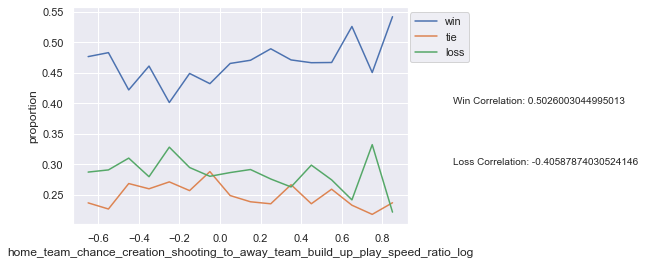 0.55
0.50
0.45
0.40
0.35
0.30
0.25
proportion
−0.6 −0.4 −0.2 0.0 0.2 0.4 0.6 0.8
home_team_chance_creation_shooting_to_away_team_build_up_play_speed_ratio_log
win
tie
loss
Win Correlation: 0.5026003044995013
Loss Correlation: -0.40587874030524146